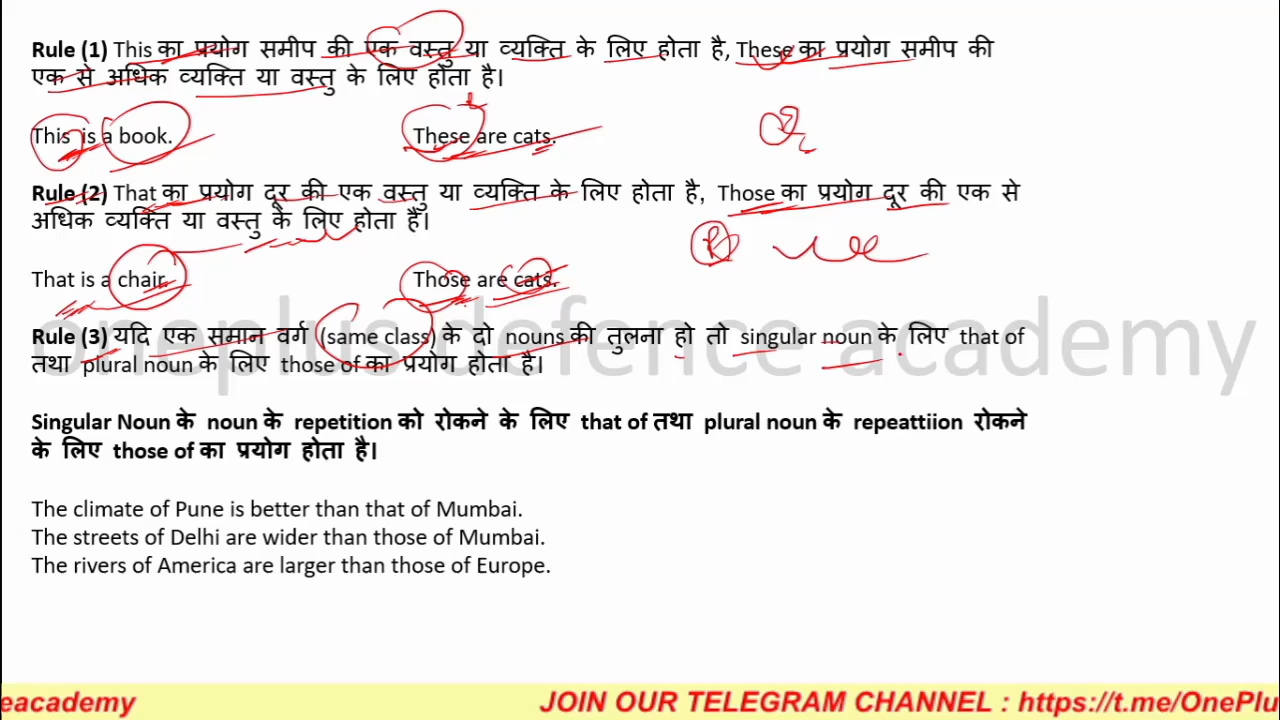 Rule (1) This का प्रयोग समीप की एक वस्तु या व्यक्ति के लिए होता है, These का प्रयोग समीप की
एक से अधिक व्यक्ति या वस्तु के लिए होता है।
This is a book. These are cats.
Rule (2) That का प्रयोग दूर की एक वस्तु या व्यक्ति के लिए होता है, Those का प्रयोग दूर की एक से
अधिक व्यक्ति या वस्तु के लिए होता है।
That is a chair. Those are cats.
oneplus defence academy
Rule (3) यदि एक समान वर्ग (same class) के दो nouns की तुलना हो तो singular noun के लिए that of
तथा plural noun के लिए those of का प्रयोग होता है।
Singular Noun के noun के repetition को रोकने के लिए that of तथा plural noun के repeattiion रोकने
के लिए those of का प्रयोग होता है।
The climate of Pune is better than that of Mumbai.
The streets of Delhi are wider than those of Mumbai.
The rivers of America are larger than those of Europe.
eacademy JOIN OUR TELEGRAM CHANNEL : https://t.me/OnePlu